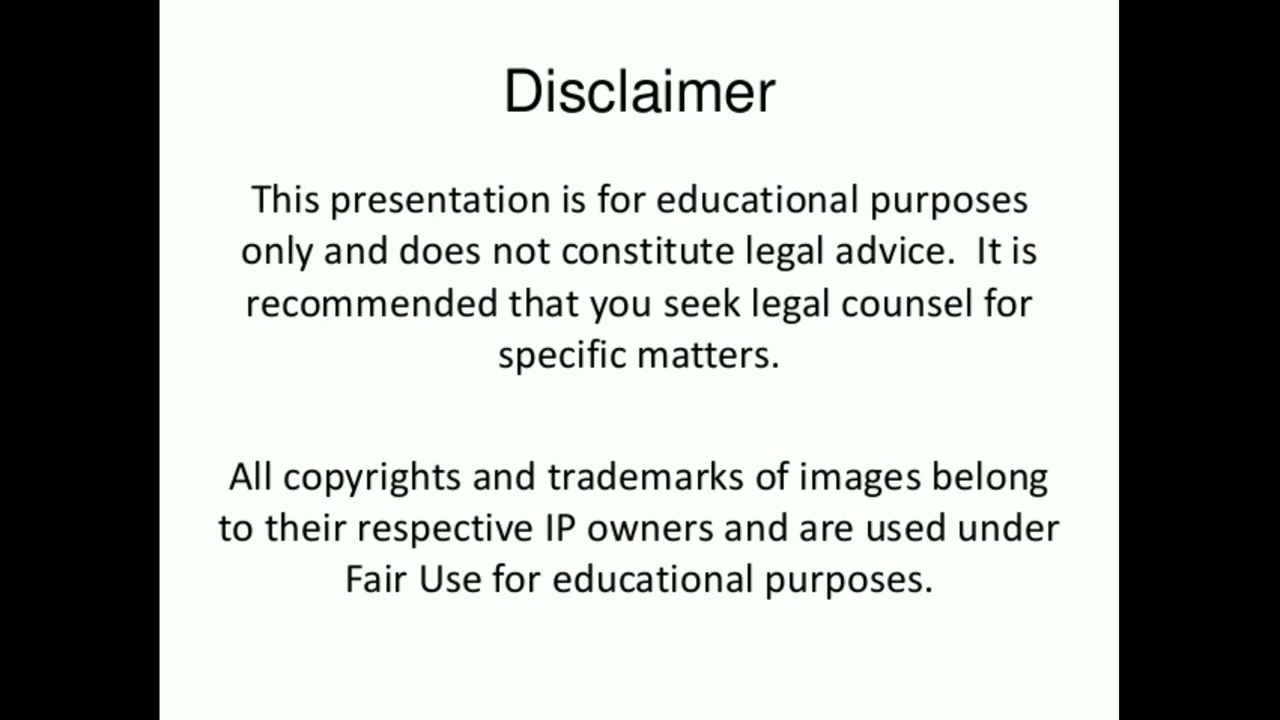 Disclaimer
This presentation is for educational purposes
only and does not constitute legal advice.  It is
recommended that you seek legal counsel for
specific matters.
All copyrights and trademarks of images belong
to their respective IP owners and are used under
Fair Use for educational purposes.